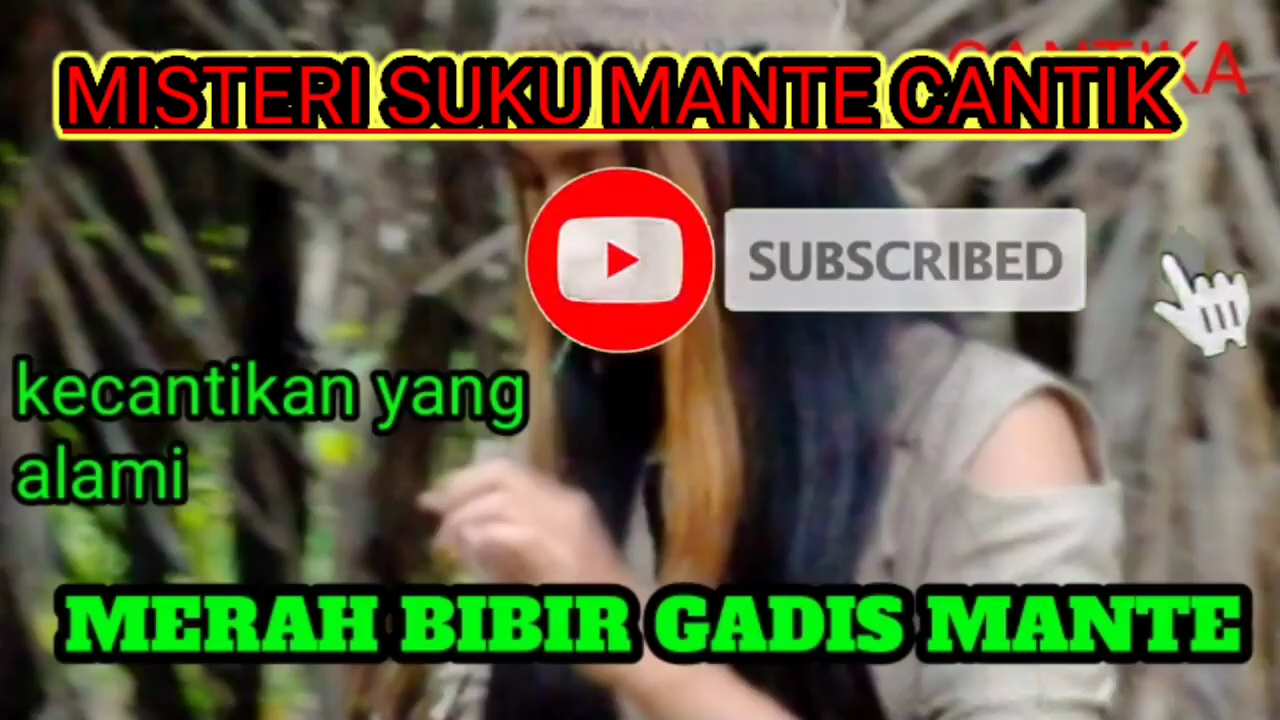 MISTERI SUKU MANTE CANTIK
SUBSCRIBED
kecantikan yang
alami
MERAH BIBIR GADIS MANTE